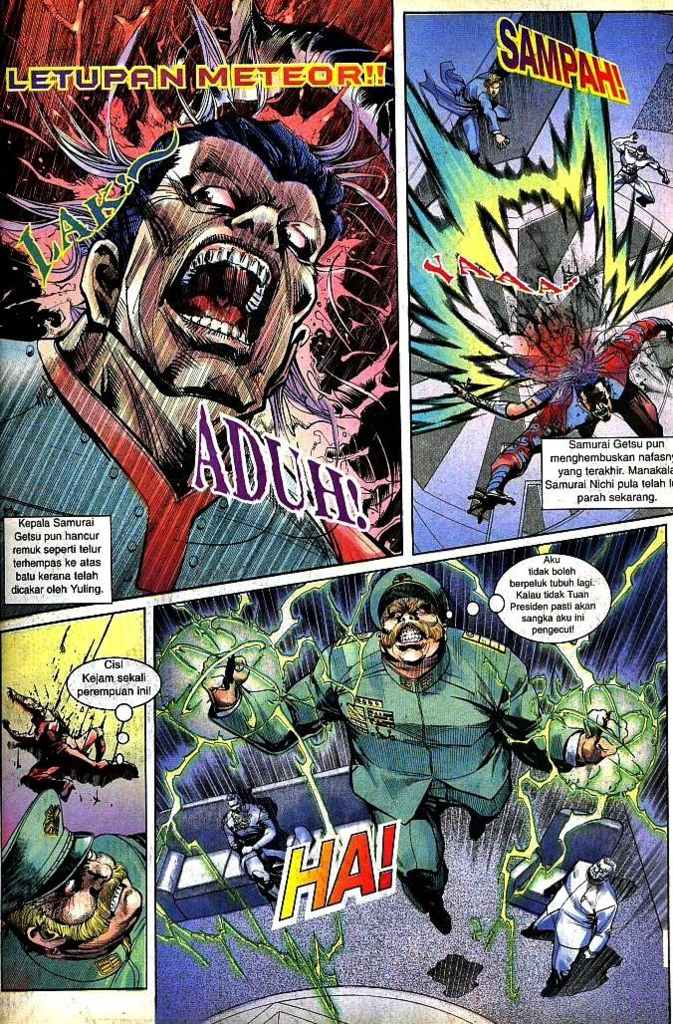 LETUPAN METEOR!!
LAK!~
ADUH!
Kepala Samurai
Getsu pun hancur
remuk seperti telur
terhempas ke atas
batu kerana telah
dicakar oleh Yuling.
SAMPAH!
YAAAA...
Samurai Getsu pun
menghembuskan nafasny
yang terakhir. Manakala
Samurai Nichi pula telah l
parah sekarang.
Cis!
Kejam sekali
perempuan ini!
Aku
tidak boleh
berpeluk tubuh lagi.
Kalau tidak Tuan
Presiden pasti akan
sangka aku ini
pengecut!
HA!